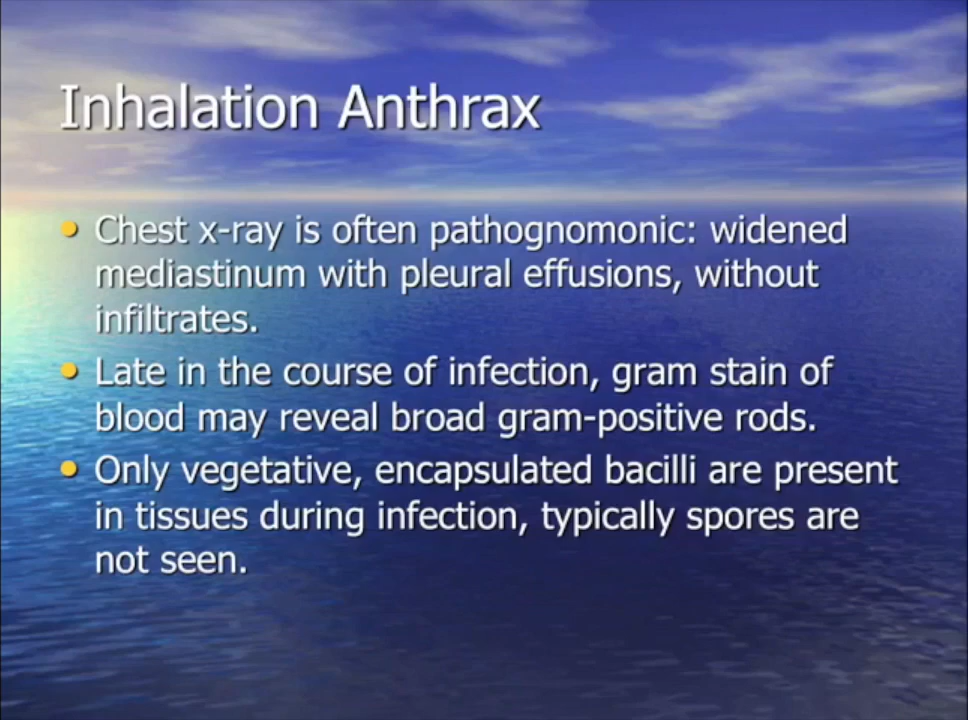 Inhalation Anthrax
• Chest x-ray is often pathognomonic: widened
mediastinum with pleural effusions, without
infiltrates.
• Late in the course of infection, gram stain of
blood may reveal broad gram-positive rods.
• Only vegetative, encapsulated bacilli are present
in tissues during infection, typically spores are
not seen.